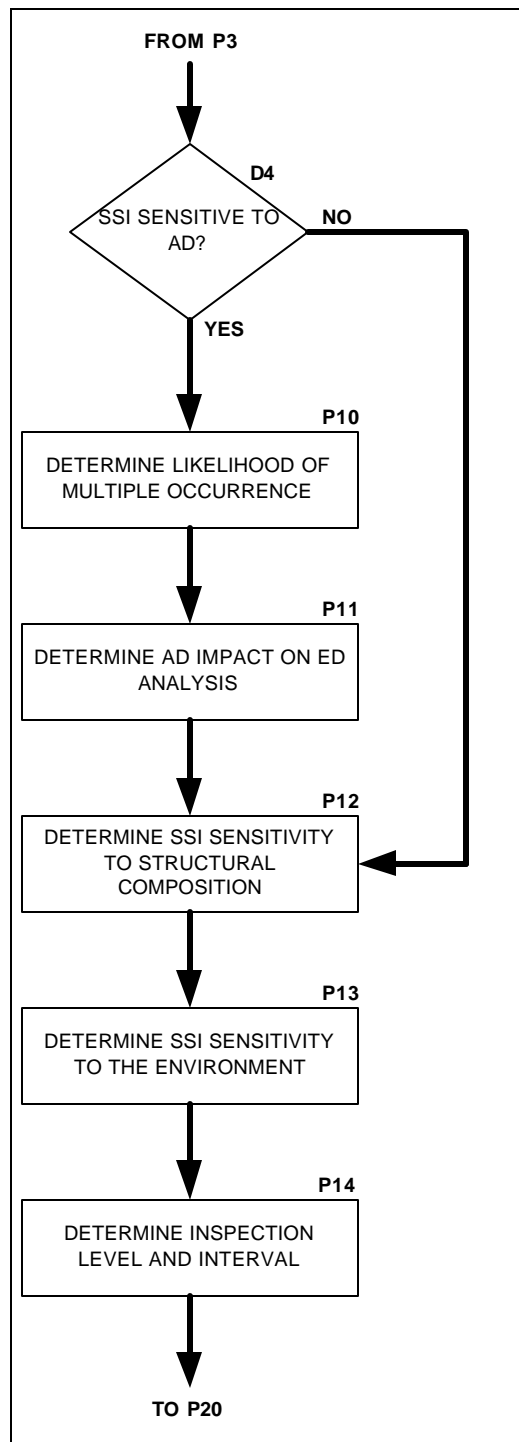 FROM P3
D4
SSI SENSITIVE TO
AD?
NO
YES
P10
DETERMINE LIKELIHOOD OF
MULTIPLE OCCURRENCE
P11
DETERMINE AD IMPACT ON ED
ANALYSIS
P12
DETERMINE SSI SENSITIVITY
TO STRUCTURAL
COMPOSITION
P13
DETERMINE SSI SENSITIVITY
TO THE ENVIRONMENT
P14
DETERMINE INSPECTION
LEVEL AND INTERVAL
TO P20